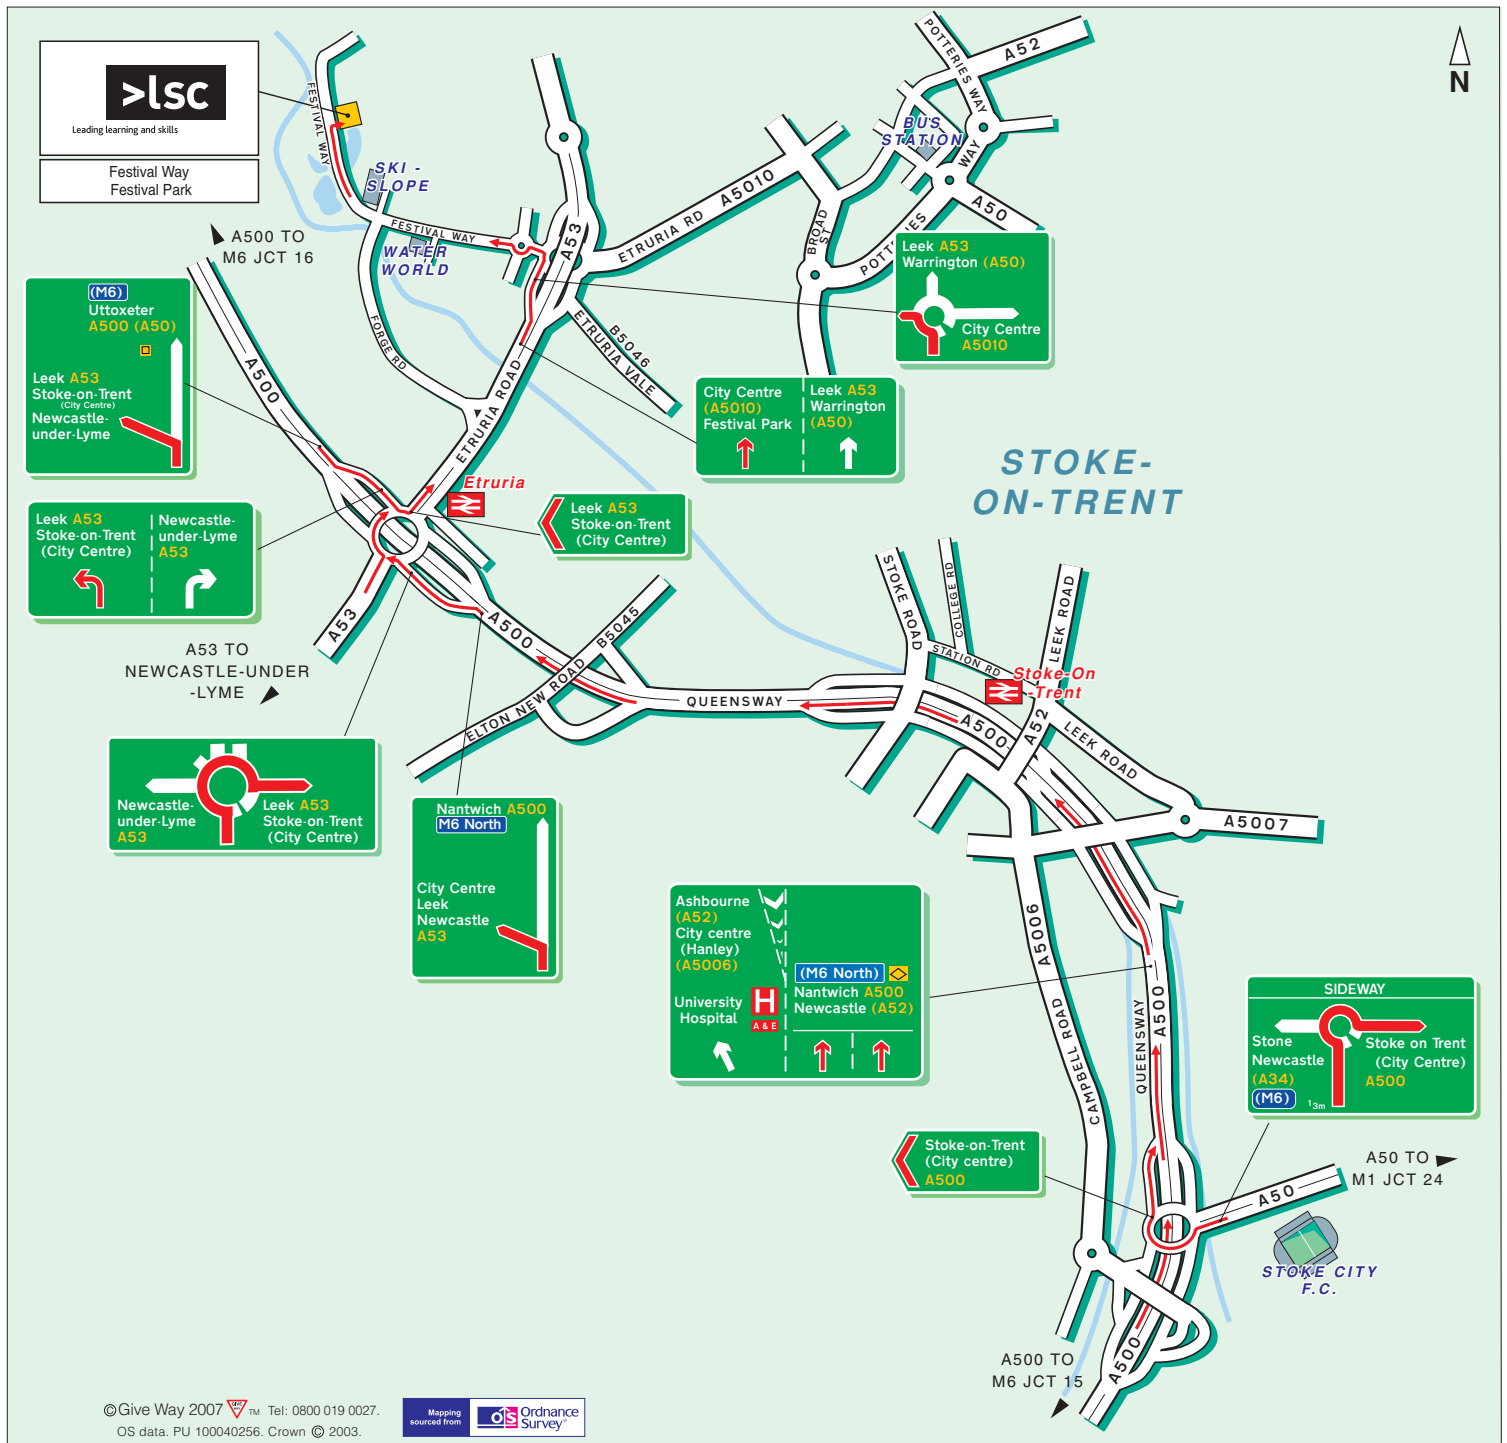 >lsc
Leading learning and skills
Festival Way
Festival Park
N
POTTERIES WAY
A52
BUS
STATION
WAY
A50
POTTERIES
BROAD
ST
ETRURIA RD
A5010
A53
FESTIVAL WAY
FESTIVAL WAY
SKI -
SLOPE
WATER
WORLD
FORGE RD
B5046
ETRURIA VALE
ETRURIA ROAD
A500 TO
M6 JCT 16
A500
Leek A53
Warrington (A50)
City Centre
A5010
City Centre
(A5010)
Festival Park
Leek A53
Warrington
(A50)
(M6)
Uttoxeter
A500 (A50)
Leek A53
Stoke-on-Trent
(City Centre)
Newcastle-
under-Lyme
Leek A53
Stoke-on-Trent
(City Centre)
Newcastle-
under-Lyme
A53
Etruria
Leek A53
Stoke-on-Trent
(City Centre)
STOKE-
ON-TRENT
A53
A53 TO
NEWCASTLE-UNDER
-LYME
A500
B5045
ELTON NEW ROAD
QUEENSWAY
STOKE ROAD
COLLEGE RD
STATION RD
LEEK ROAD
Stoke-On
-Trent
A500
A52
LEEK ROAD
A5007
Newcastle-
under-Lyme
A53
Leek A53
Stoke-on-Trent
(City Centre)
Nantwich A500
M6 North
City Centre
Leek
Newcastle
A53
Ashbourne
(A52)
City centre
(Hanley)
(A5006)
University
Hospital
H
A & E
(M6 North)
Nantwich A500
Newcastle (A52)
A5006
CAMPBELL ROAD
QUEENSWAY
A500
SIDEWAY
Stone
Newcastle
(A34)
(M6)
13m
Stoke on Trent
(City Centre)
A500
Stoke-on-Trent
(City centre)
A500
A50 TO
M1 JCT 24
A50
STOKE CITY
F.C.
A500
A500 TO
M6 JCT 15
©Give Way 2007 GIVE WAY TM Tel: 0800 019 0027.
OS data. PU 100040256. Crown © 2003.
Mapping
sourced from
OS Ordnance
Survey®